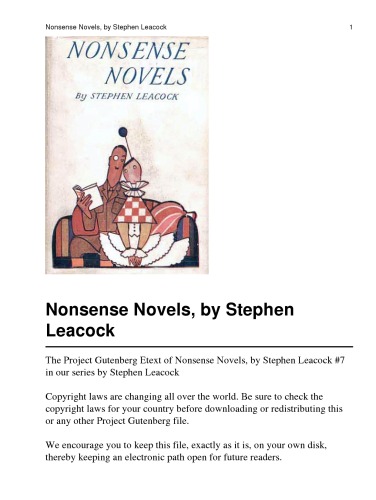 Nonsense Novels, by Stephen Leacock 1
NONSENSE
NOVELS
By STEPHEN LEACOCK
Nonsense Novels, by Stephen
Leacock
The Project Gutenberg Etext of Nonsense Novels, by Stephen Leacock #7
in our series by Stephen Leacock
Copyright laws are changing all over the world. Be sure to check the
copyright laws for your country before downloading or redistributing this
or any other Project Gutenberg file.
We encourage you to keep this file, exactly as it is, on your own disk,
thereby keeping an electronic path open for future readers.